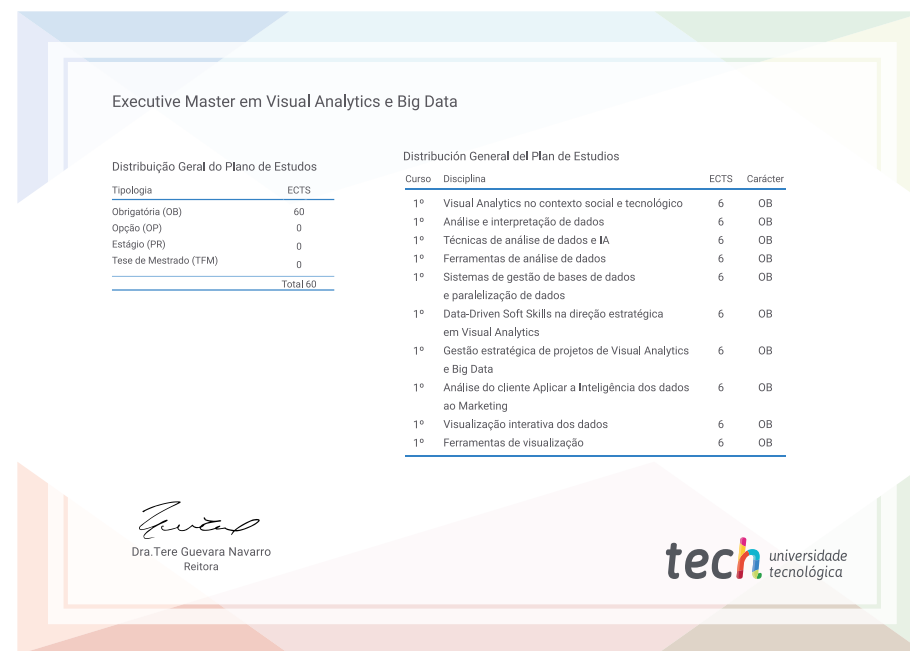 Executive Master em Visual Analytics e Big Data
Distribuição Geral do Plano de Estudos
Tipologia ECTS
Obrigatória (OB) 60
Opção (OP) 0
Estágio (PR) 0
Tese de Mestrado (TFM) 0
Total 60
Distribución General del Plan de Estudios
Curso Disciplina ECTS Carácter
1º Visual Analytics no contexto social e tecnológico 6 OB
1º Análise e interpretação de dados 6 OB
1º Técnicas de análise de dados e IA 6 OB
1º Ferramentas de análise de dados 6 OB
1º Sistemas de gestão de bases de dados 6 OB
e paralelização de dados
1º Data-Driven Soft Skills na direção estratégica 6 OB
em Visual Analytics
1º Gestão estratégica de projetos de Visual Analytics 6 OB
e Big Data
1º Análise do cliente Aplicar a Inteligência dos dados 6 OB
ao Marketing
1º Visualização interativa dos dados 6 OB
1º Ferramentas de visualização 6 OB
Dra.Tere Guevara Navarro
Reitora
tech universidade
tecnológica